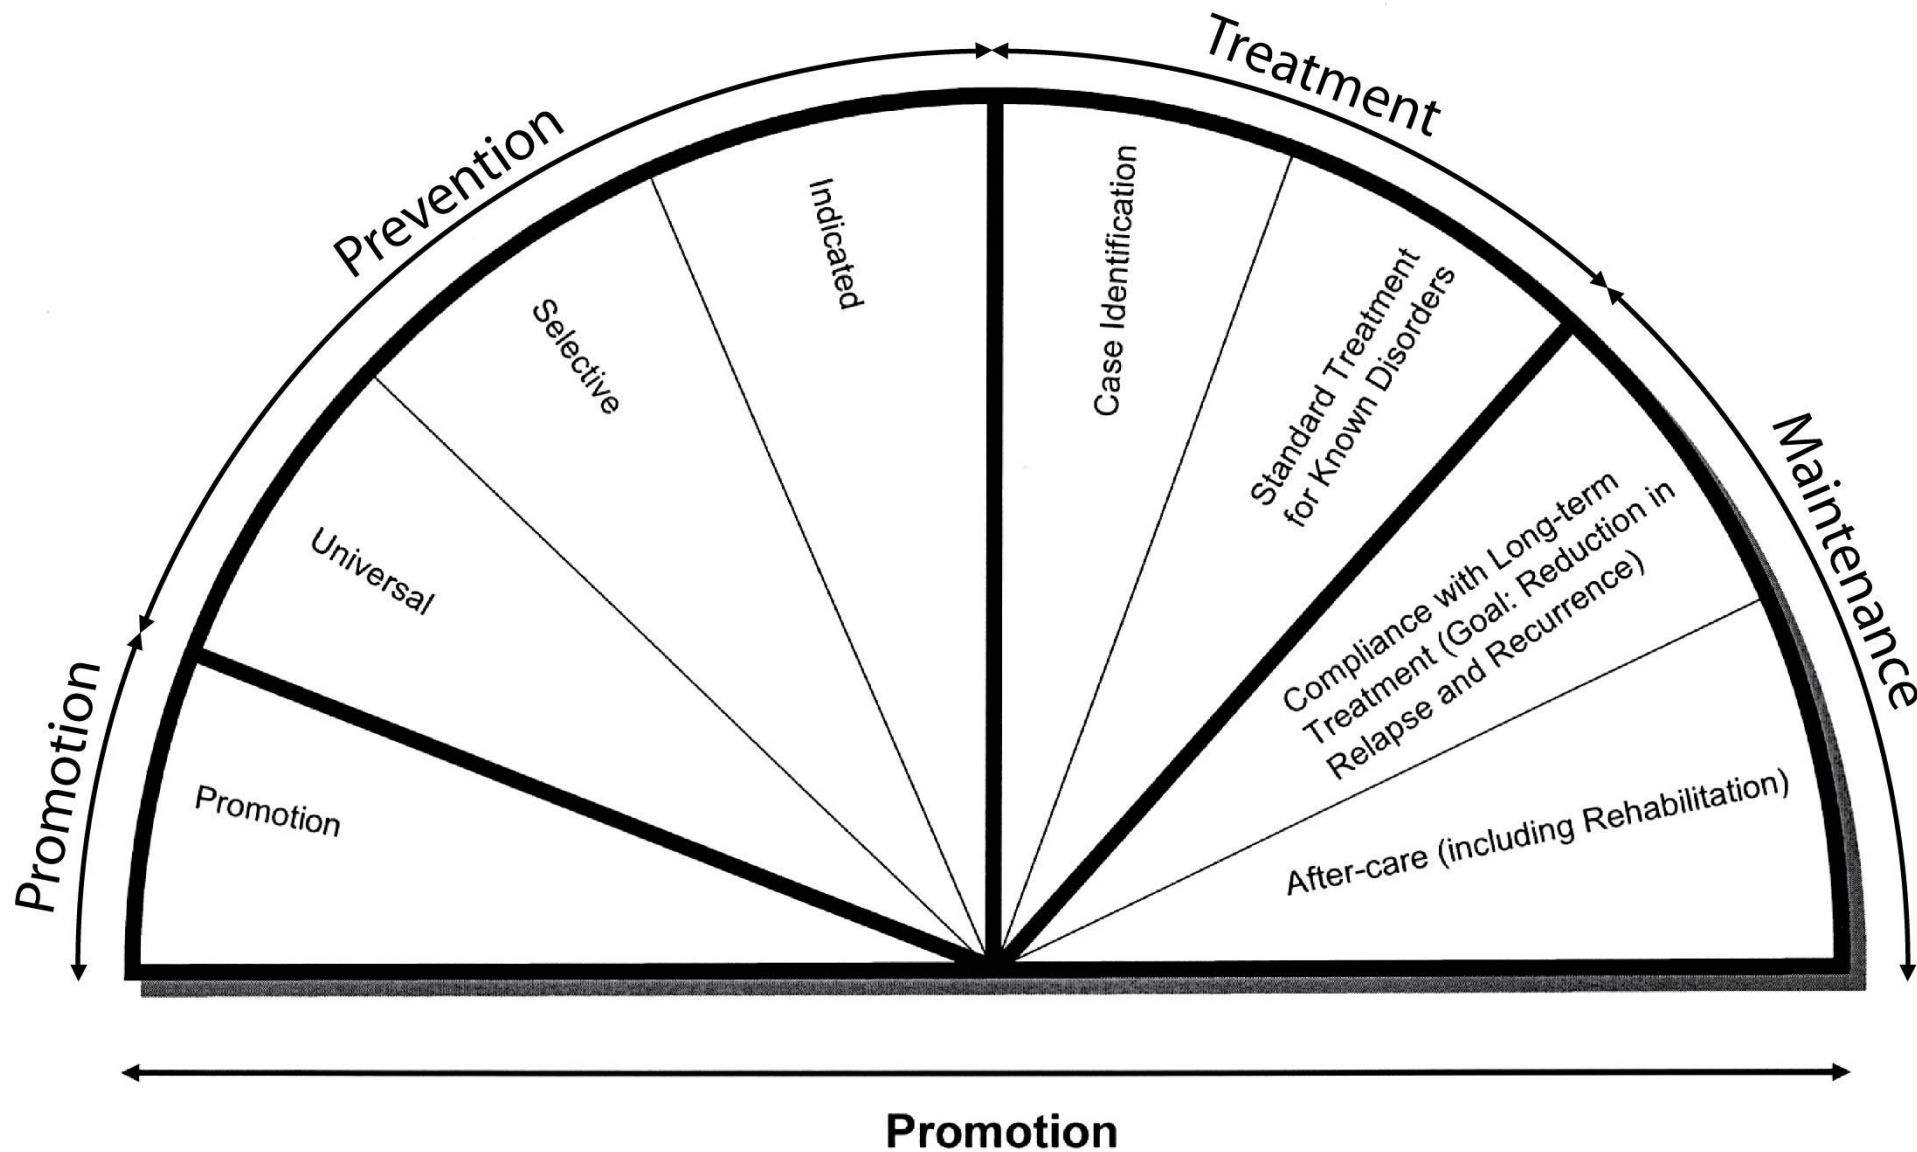 Promotion
Prevention
Treatment
Maintenance
Promotion
Universal
Selective
Indicated
Case Identification
Standard Treatment
for Known Disorders
Compliance with Long-term
Treatment (Goal: Reduction in
Relapse and Recurrence)
After-care (including Rehabilitation)
Promotion